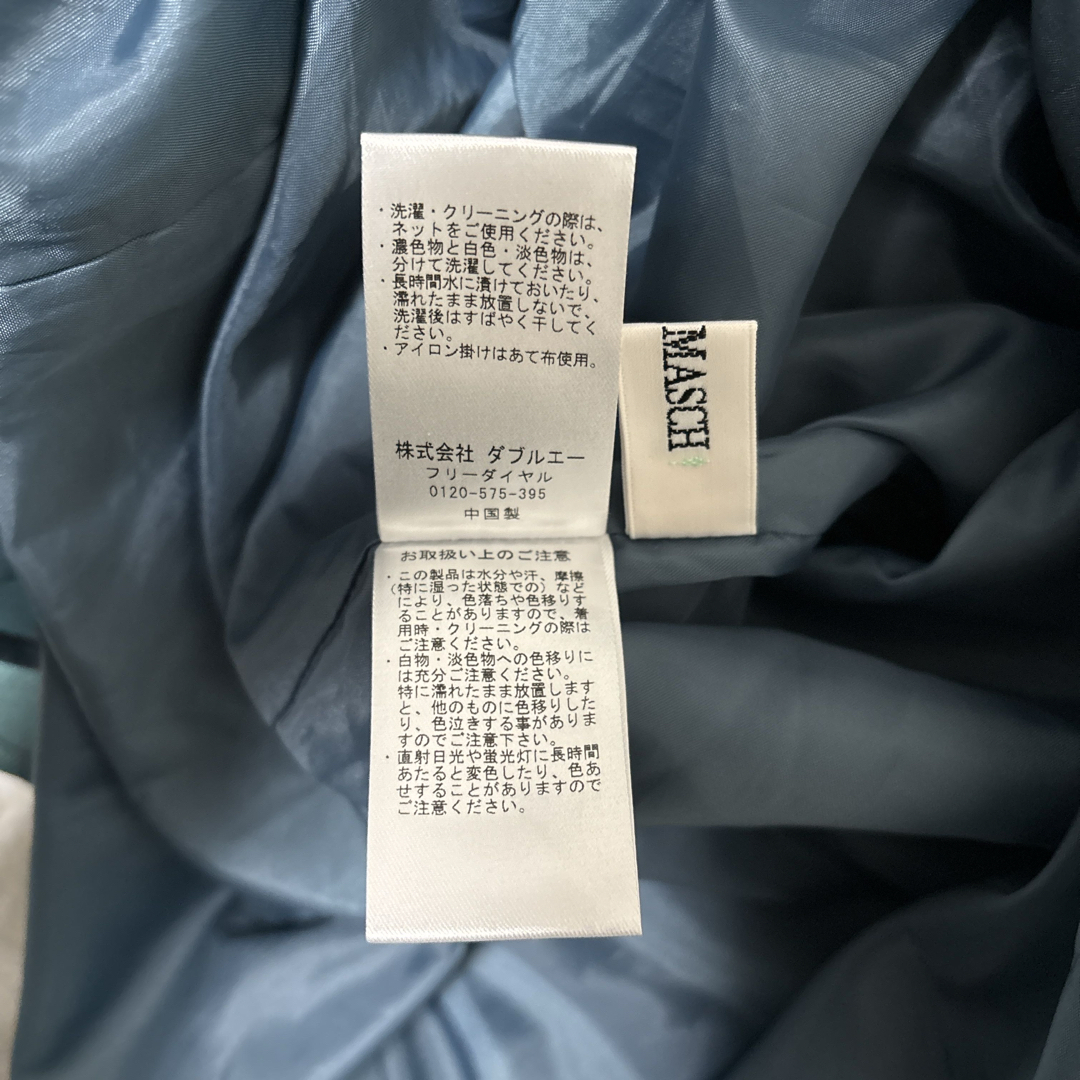 ・洗濯・クリーニングの際は、
ネットをご使用ください。
・濃色物と白色・淡色物は、
分けて洗濯してください。
・長時間水に漬けておいたり、
濡れたまま放置しないで、
洗濯後はすばやく干してく
ださい。
・アイロン掛けはあて布使用。
株式会社 ダブルエー
フリーダイヤル
0120-575-395
中国製
お取扱い上のご注意
・この製品は水分や汗、摩擦
(特に湿った状態での)など
により、色落ちや色移りす
ることがありますので、着
用時・クリーニングの際は
ご注意ください。
・白物・淡色物への色移りに
は充分ご注意ください。
特に濡れたまま放置します
と、他のものに色移りした
り、色泣きする事がありま
すのでご注意下さい。
・直射日光や蛍光灯に長時間
あたると変色したり、色あ
せすることがありますので
ご注意ください。
MASCH